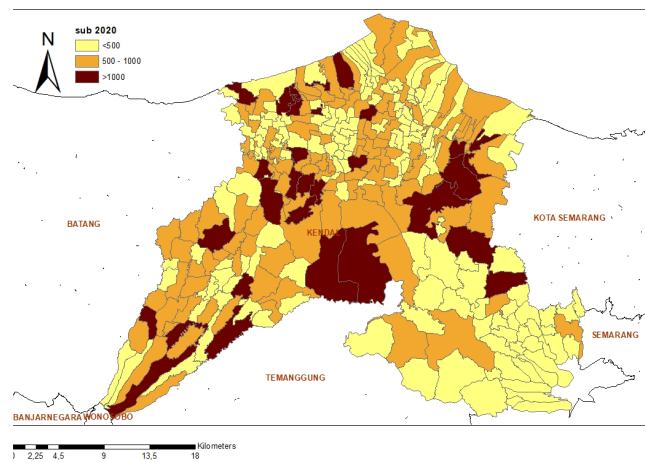 N
sub 2020
<500
500 - 1000
>1000
BATANG
KENDAL
KOTA SEMARANG
SEMARANG
TEMANGGUNG
BANJARNEGARA WONOSOBO
Kilometers
0 2,25 4,5 9 13,5 18